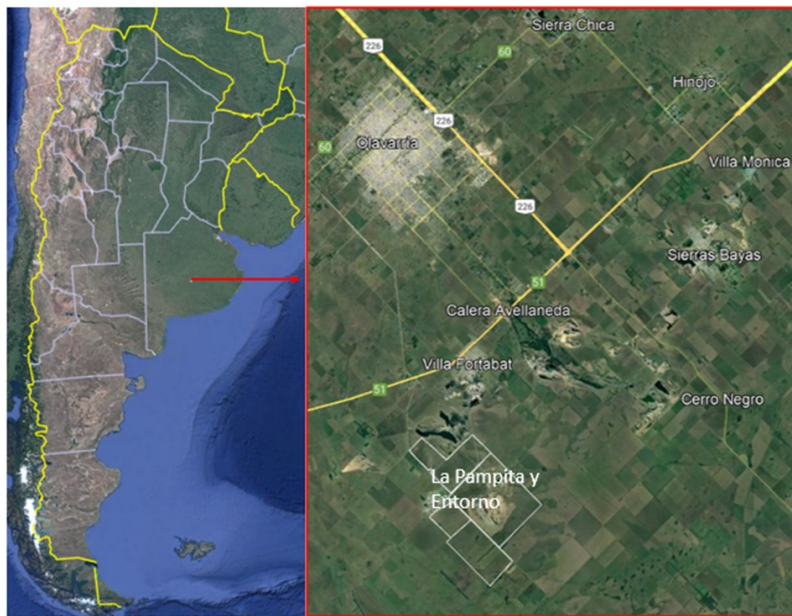 Sierra Chica
226
60
Hinojo
226
Olavarría
60
Villa Monica
226
Sierras Bayas
51
Calera Avellaneda
Villa Fortabat
51
Cerro Negro
La Pampita y
Entorno